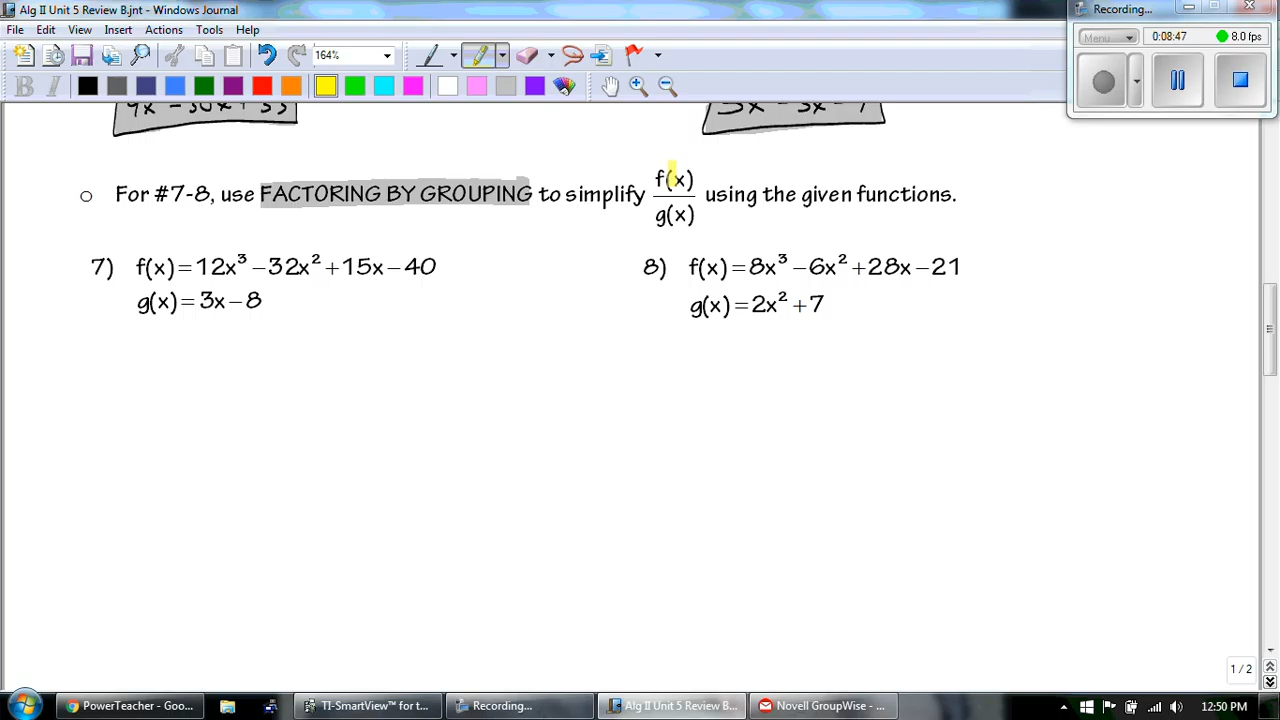 Alg II Unit 5 Review B.jnt - Windows Journal
Recording...
File Edit View Insert Actions Tools Help
Menu
0:08:47
8.0 fps
164%
B I
For #7-8, use FACTORING BY GROUPING to simplify f(x)/g(x) using the given functions.
7) f(x) = 12x³ − 32x² + 15x − 40
g(x) = 3x − 8
8) f(x) = 8x³ − 6x² + 28x − 21
g(x) = 2x² + 7
1 / 2
PowerTeacher - Goo...
TI-SmartView™ for t...
Recording...
Alg II Unit 5 Review B...
Novell GroupWise - ...
12:50 PM